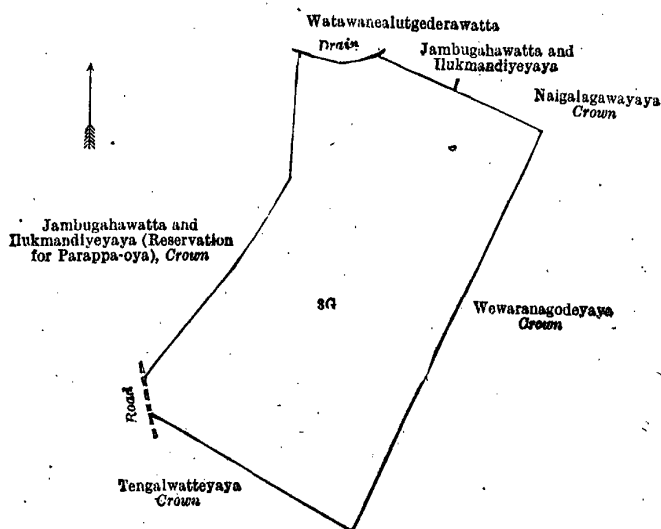 Watawanealutgederawatta
Drain
Jambugahawatta and
Ilukmandiyeyaya
Naigalagawayaya
Crown
Jambugahawatta and
Ilukmandiyeyaya (Reservation
for Parappa-oya), Crown
8G
Wewaranagodeyaya
Crown
Road
Tengalwatteyaya
Crown